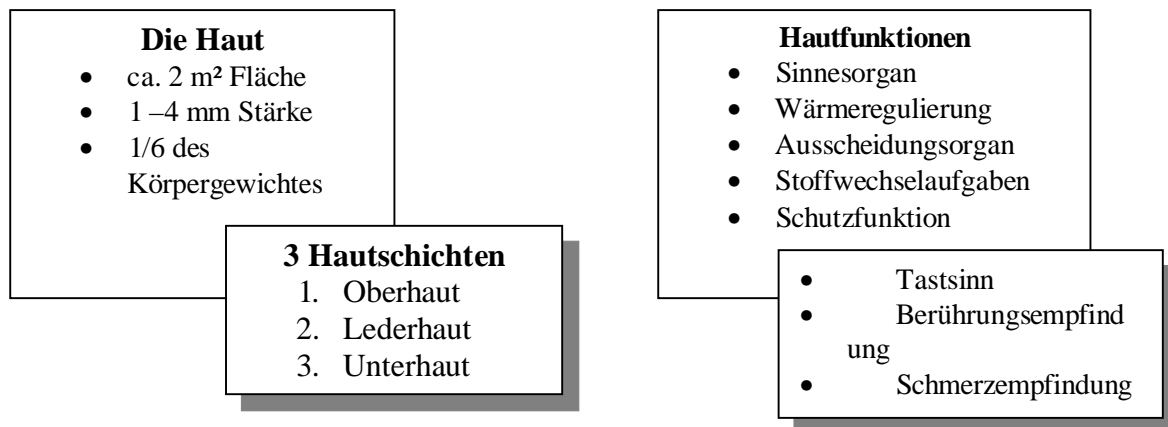 Die Haut
• ca. 2 m² Fläche
• 1 –4 mm Stärke
• 1/6 des
Körpergewichtes
3 Hautschichten
1. Oberhaut
2. Lederhaut
3. Unterhaut
Hautfunktionen
• Sinnesorgan
• Wärmeregulierung
• Ausscheidungsorgan
• Stoffwechselaufgaben
• Schutzfunktion
• Tastsinn
• Berührungsempfind
ung
• Schmerzempfindung